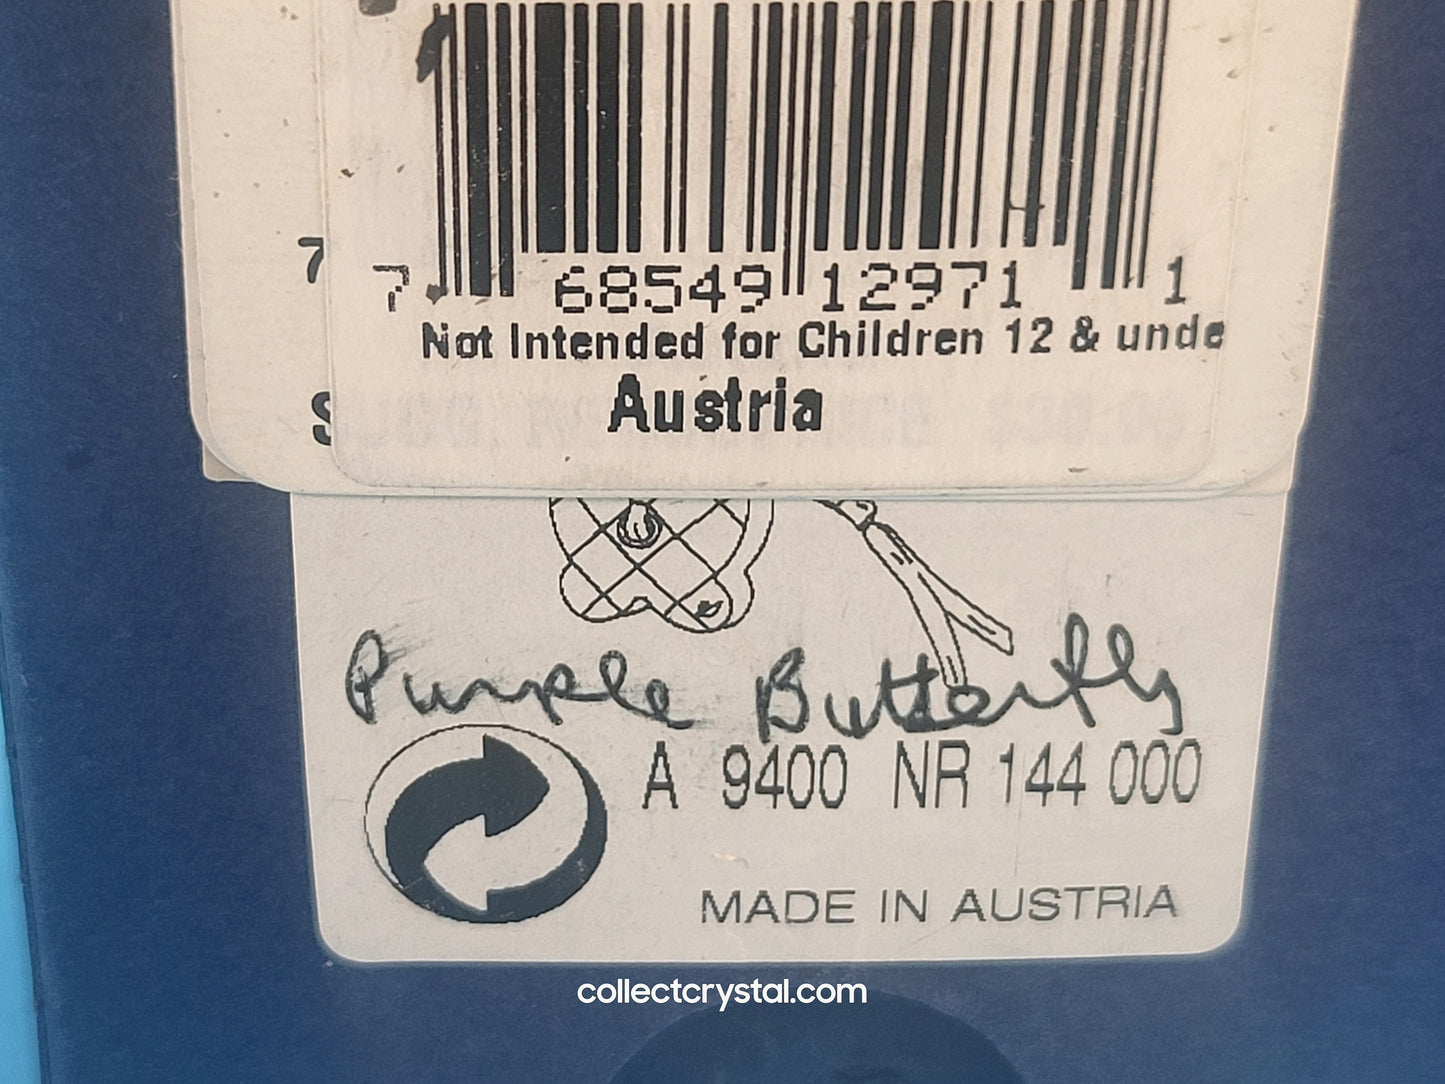 7
7 68549 12971 1
Not Intended for Children 12 & unde
S
Austria
Purple Butterfly
A 9400 NR 144 000
MADE IN AUSTRIA
collectcrystal.com